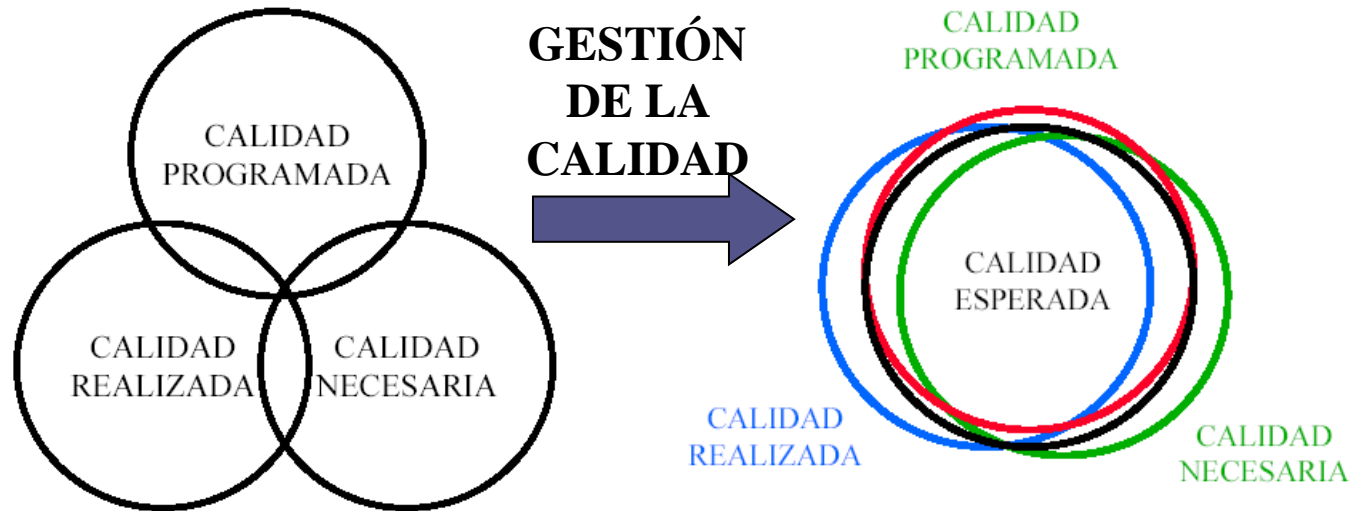 CALIDAD
PROGRAMADA
CALIDAD
REALIZADA
CALIDAD
NECESARIA
GESTIÓN
DE LA
CALIDAD
CALIDAD
PROGRAMADA
CALIDAD
ESPERADA
CALIDAD
REALIZADA
CALIDAD
NECESARIA